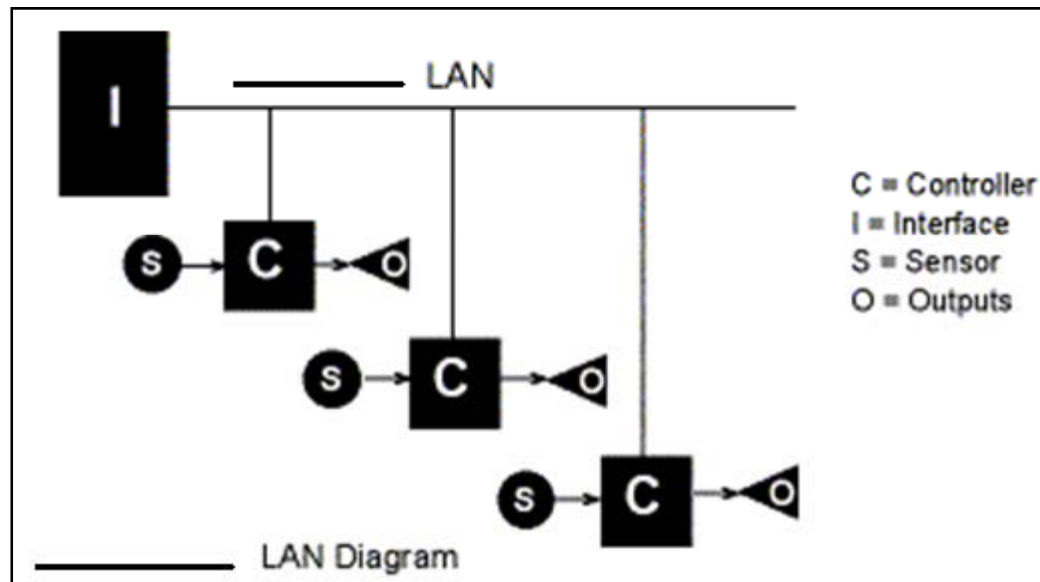 I
LAN
C = Controller
I = Interface
S = Sensor
O = Outputs
S C O
S C O
S C O
LAN Diagram